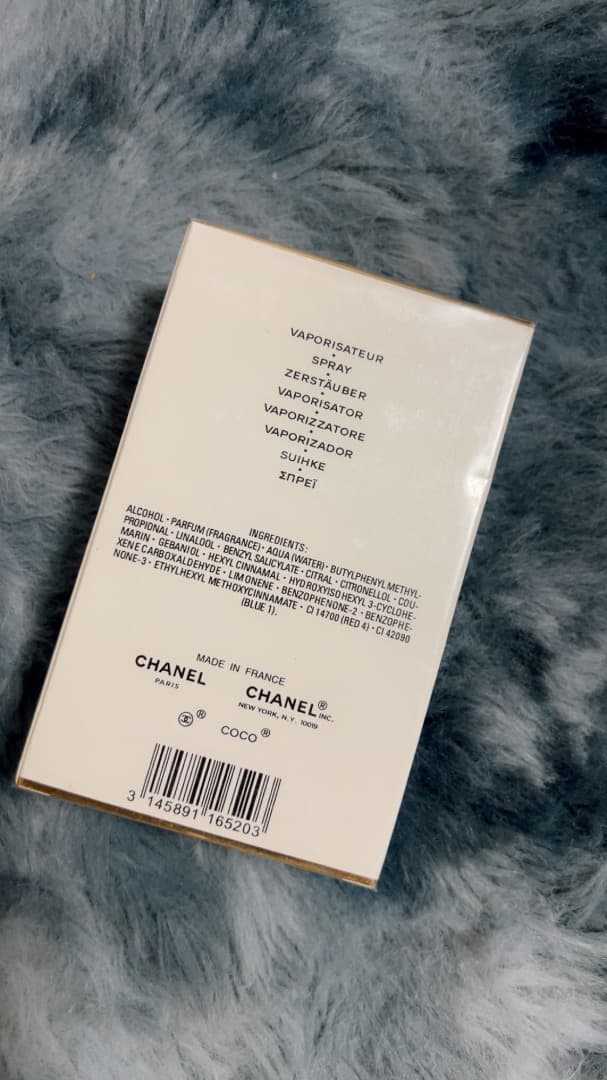 VAPORISATEUR
•
SPRAY
•
ZERSTÄUBER
•
VAPORISATOR
•
VAPORIZZATORE
•
VAPORIZADOR
•
SUIHKE
•
ΣΠΡΕΪ
INGREDIENTS:
ALCOHOL • PARFUM (FRAGRANCE) • AQUA (WATER) • BUTYLPHENYL METHYL-
PROPIONAL • LINALOOL • BENZYL SALICYLATE • CITRAL • CITRONELLOL • COU-
MARIN • GEBANIOL • HEXYL CINNAMAL • HYDROXYISOHEXYL 3-CYCLOHE-
XENE CARBOXALDEHYDE • LIMONENE • BENZOPHENONE-2 • BENZOPHE-
NONE-3 • ETHYLHEXYL METHOXYCINNAMATE • CI 14700 (RED 4) • CI 42090
(BLUE 1).
MADE IN FRANCE
CHANEL
PARIS
CHANEL® INC.
NEW YORK, N.Y. 10019
®
COCO®
3 145891 165203